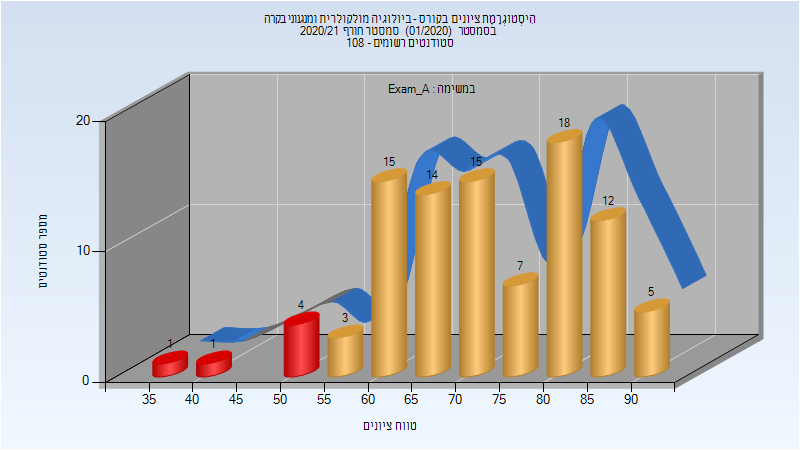 היסטוגרמת ציונים בקורס - ביולוגיה מולקולרית ומנגנוני בקרה
בסמסטר (01/2020) סמסטר חורף 2020/21
סטודנטים רשומים - 108
במשימה : Exam_A
מספר סטודנטים
20
10
0
1
1
4
3
15
14
15
7
18
12
5
35 40 45 50 55 60 65 70 75 80 85 90
טווח ציונים